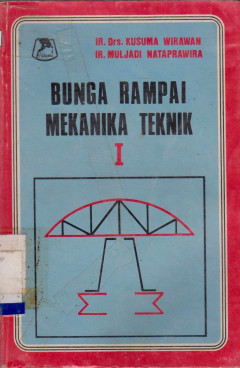 IR. Drs. KUSUMA WIRAWAN
IR. MULJADI NATAPRAWIRA
BUNGA RAMPAI
MEKANIKA TEKNIK
I